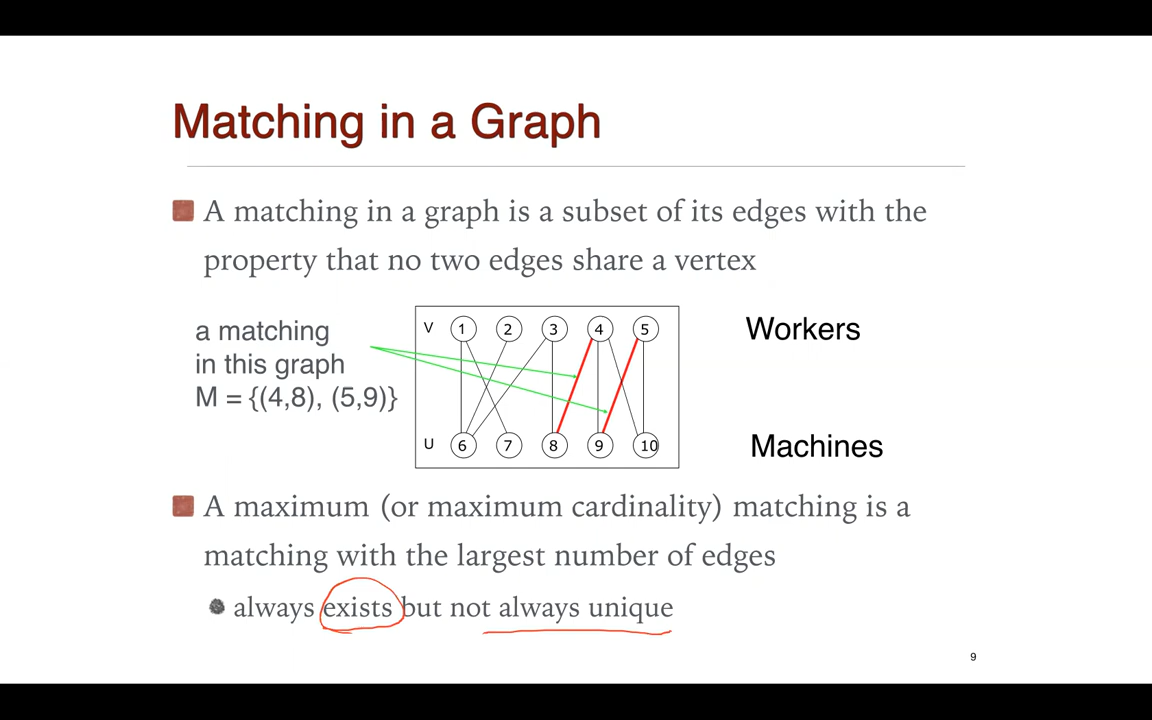 Matching in a Graph
A matching in a graph is a subset of its edges with the
property that no two edges share a vertex
a matching
in this graph
M = {(4,8), (5,9)}
V 1 2 3 4 5
Workers
U 6 7 8 9 10
Machines
A maximum (or maximum cardinality) matching is a
matching with the largest number of edges
always exists but not always unique
9